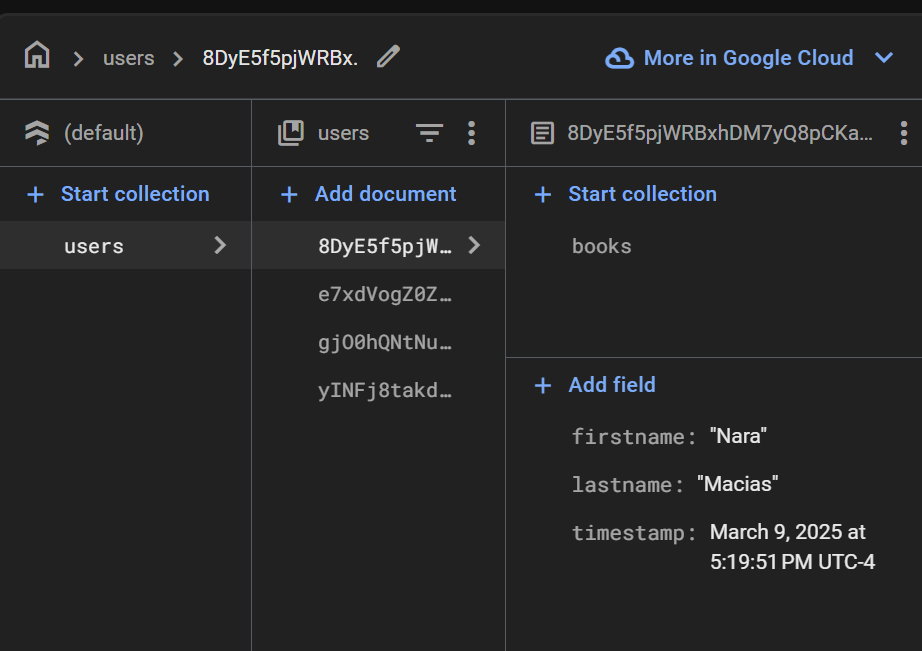 users
8DyE5f5pjWRBx.
More in Google Cloud
(default)
users
8DyE5f5pjWRBxhDM7yQ8pCKa…
+ Start collection
+ Add document
+ Start collection
users
8DyE5f5pjW…
books
e7xdVogZ0Z…
gjO0hQNtNu…
yINFj8takd…
+ Add field
firstname: "Nara"
lastname: "Macias"
timestamp: March 9, 2025 at
5:19:51 PM UTC-4